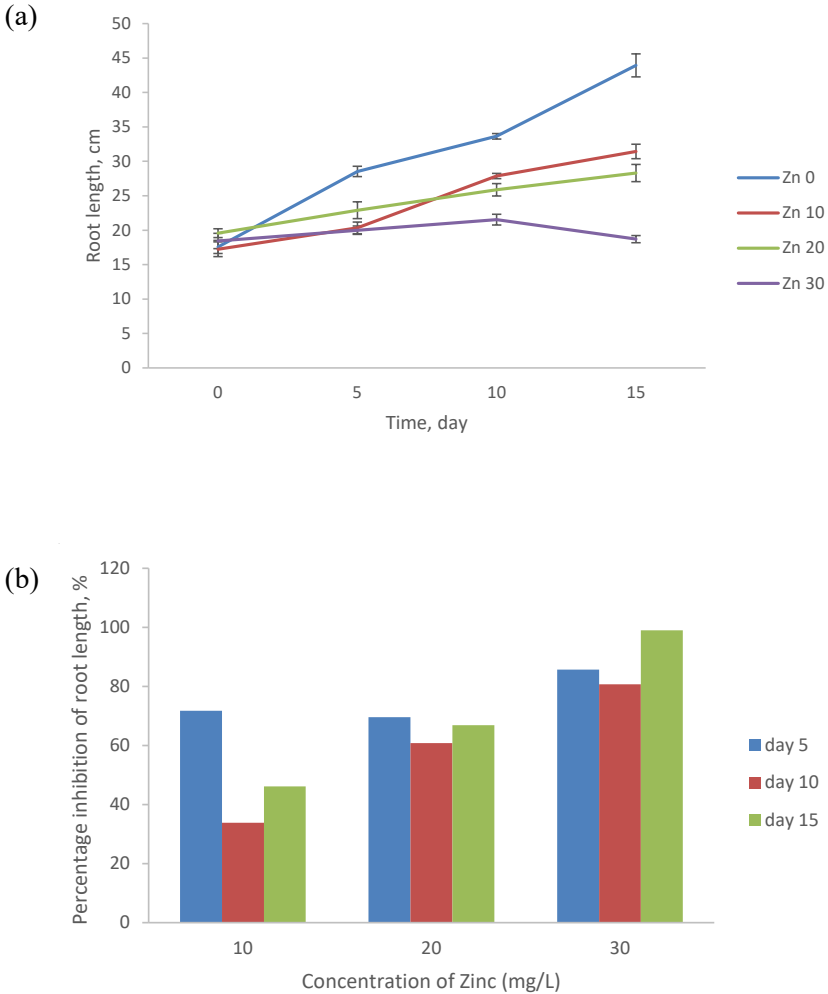 (a)
50
45
40
35
30
25
20
15
10
5
0
Root length, cm
0 5 10 15
Time, day
Zn 0
Zn 10
Zn 20
Zn 30
(b)
120
100
80
60
40
20
0
Percentage inhibition of root length, %
10 20 30
Concentration of Zinc (mg/L)
day 5
day 10
day 15